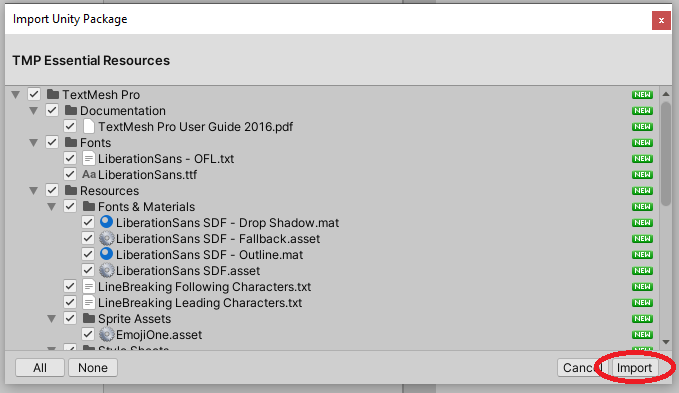 Import Unity Package
x
TMP Essential Resources
TextMesh Pro NEW
Documentation NEW
TextMesh Pro User Guide 2016.pdf NEW
Fonts NEW
LiberationSans - OFL.txt NEW
Aa LiberationSans.ttf NEW
Resources NEW
Fonts & Materials NEW
LiberationSans SDF - Drop Shadow.mat NEW
LiberationSans SDF - Fallback.asset NEW
LiberationSans SDF - Outline.mat NEW
LiberationSans SDF.asset NEW
LineBreaking Following Characters.txt NEW
LineBreaking Leading Characters.txt NEW
Sprite Assets NEW
EmojiOne.asset NEW
Style Sheets NEW
All None Cancel Import